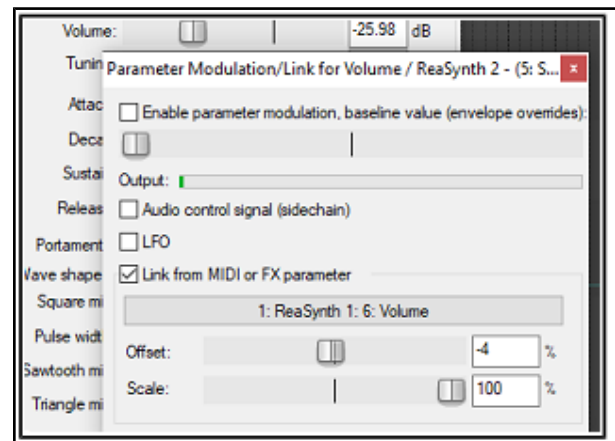 Volume: -25.98 dB
Tunin
Parameter Modulation/Link for Volume / ReaSynth 2 - (5: S... x
Attac
Enable parameter modulation, baseline value (envelope overrides):
Deca
Sustai
Output:
Releas
Audio control signal (sidechain)
Portament
LFO
Wave shape
Link from MIDI or FX parameter
Square mi
1: ReaSynth 1: 6: Volume
Pulse widt
Offset: -4 %
Sawtooth mi
Scale: 100 %
Triangle mi